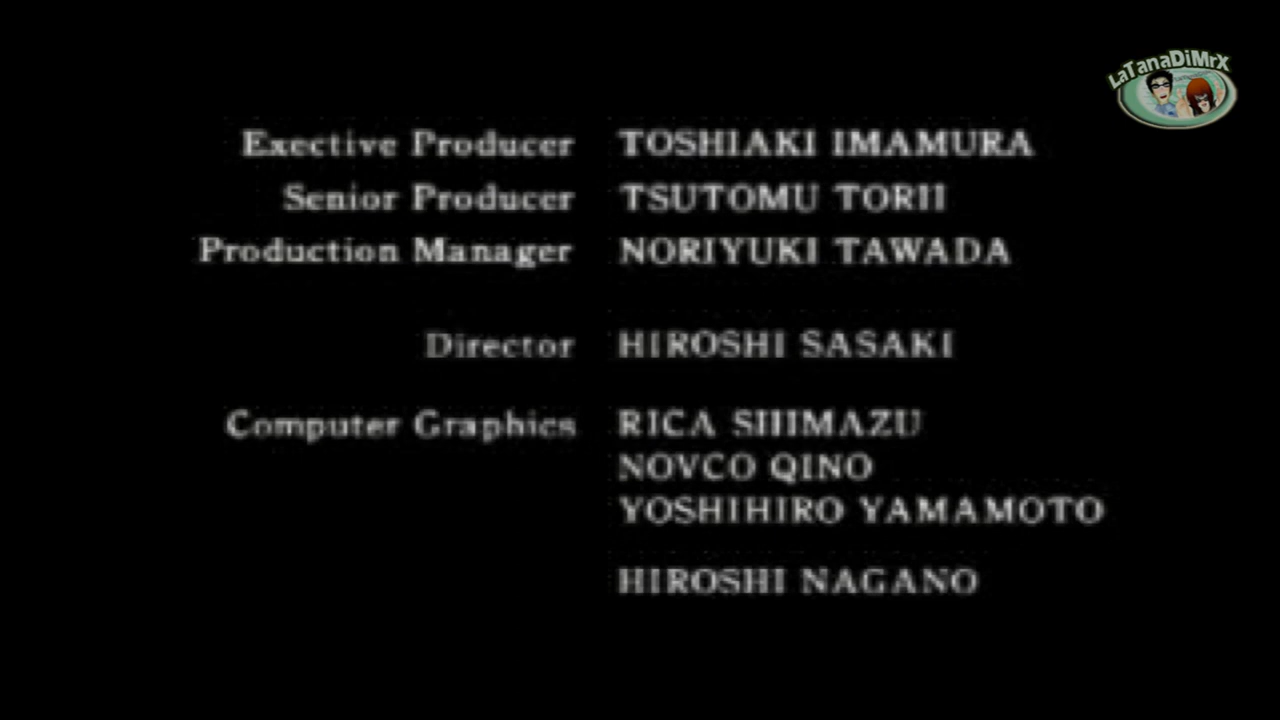 LaTanaDiMrX
Exective Producer TOSHIAKI IMAMURA
Senior Producer TSUTOMU TORII
Production Manager NORIYUKI TAWADA
Director HIROSHI SASAKI
Computer Graphics RICA SHIMAZU
NOVCO QINO
YOSHIHIRO YAMAMOTO
HIROSHI NAGANO